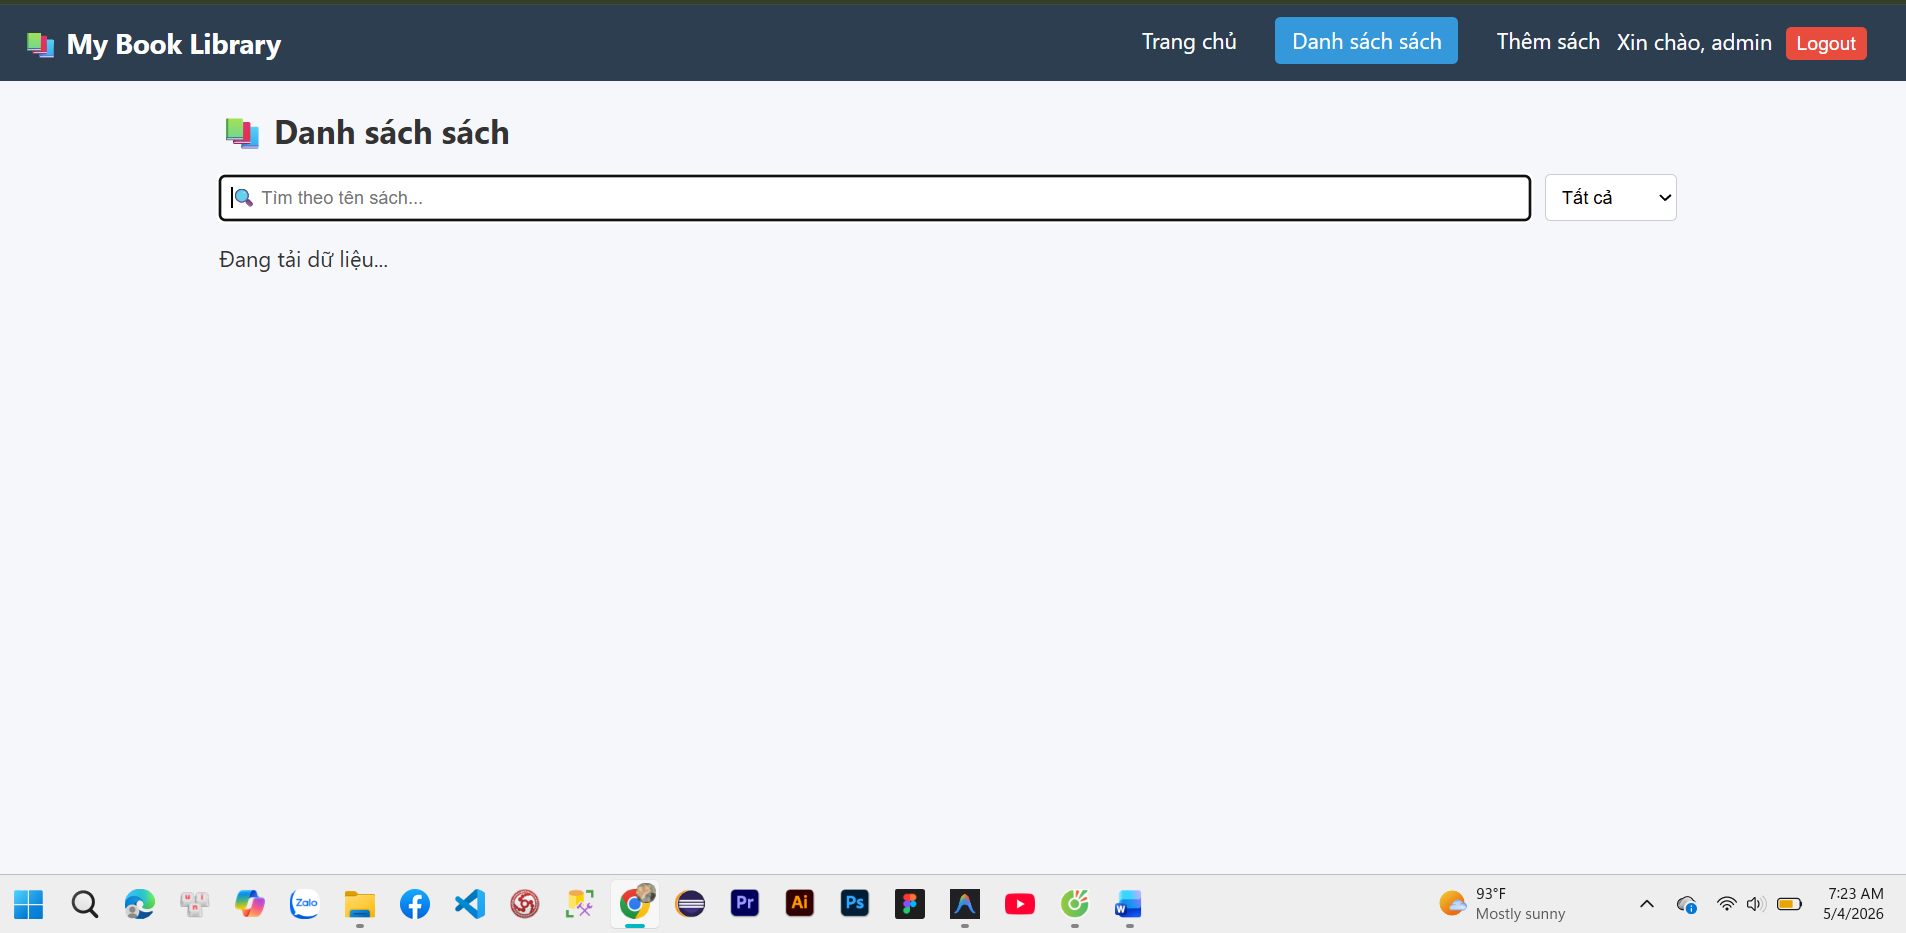 My Book Library
Trang chủ
Danh sách sách
Thêm sách
Xin chào, admin
Logout
Danh sách sách
Tìm theo tên sách...
Tất cả
Đang tải dữ liệu...
Zalo
Pr
Ai
Ps
W
93°F
Mostly sunny
7:23 AM
5/4/2026